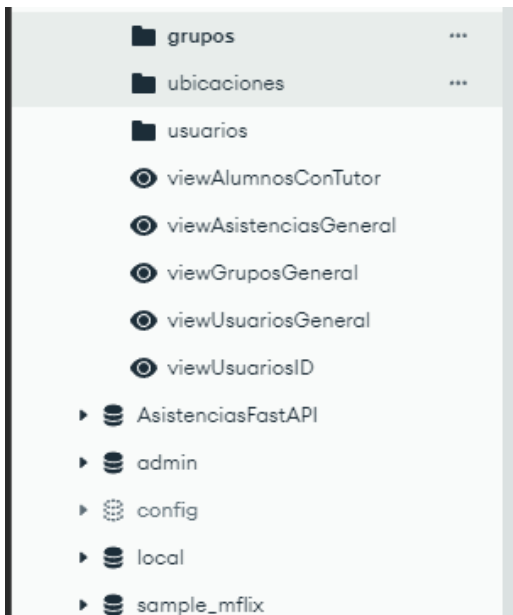 grupos
ubicaciones
usuarios
viewAlumnosConTutor
viewAsistenciasGeneral
viewGruposGeneral
viewUsuariosGeneral
viewUsuariosID
AsistenciasFastAPI
admin
config
local
sample_mflix